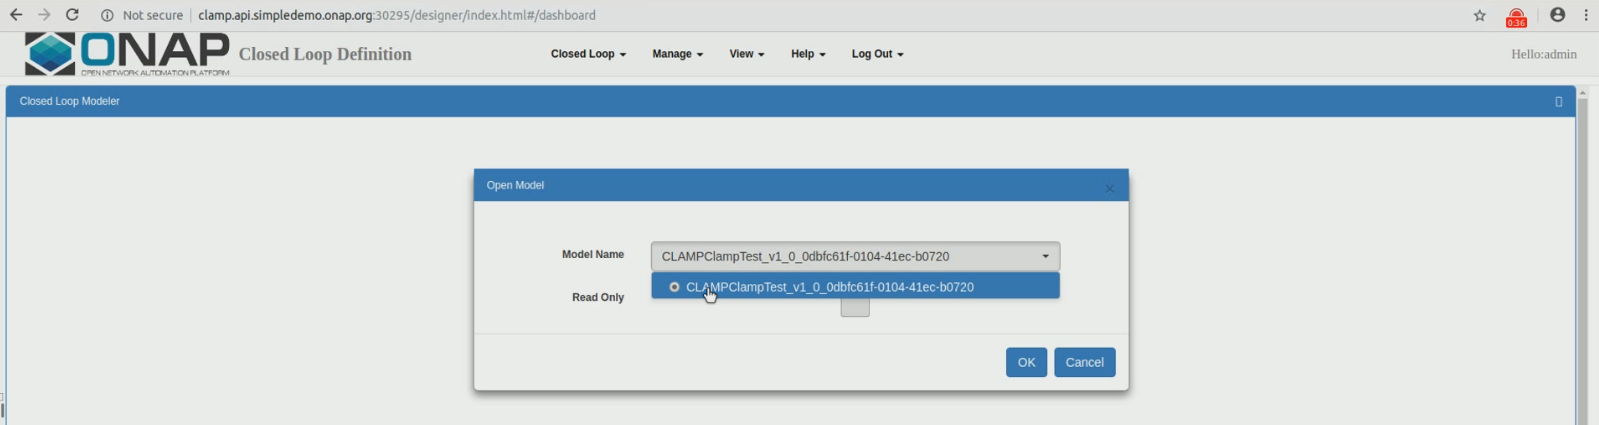 Not secure clamp.api.simpledemo.onap.org:30295/designer/index.html#/dashboard
0:36
ONAP
OPEN NETWORK AUTOMATION PLATFORM
Closed Loop Definition
Closed Loop Manage View Help Log Out
Hello:admin
Closed Loop Modeler
Open Model
×
Model Name CLAMPClampTest_v1_0_0dbfc61f-0104-41ec-b0720
CLAMPClampTest_v1_0_0dbfc61f-0104-41ec-b0720
Read Only
OK Cancel